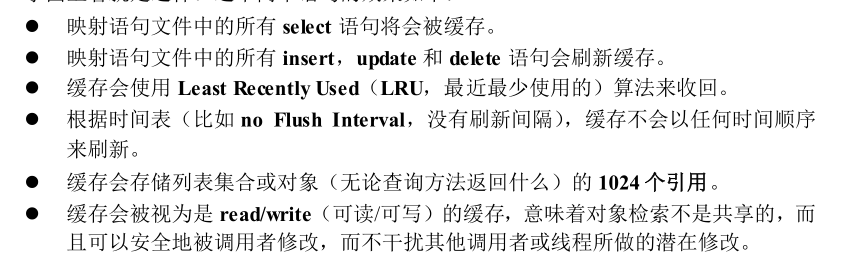 ● 映射语句文件中的所有 select 语句将会被缓存。
● 映射语句文件中的所有 insert，update 和 delete 语句会刷新缓存。
● 缓存会使用 Least Recently Used（LRU，最近最少使用的）算法来收回。
● 根据时间表（比如 no Flush Interval，没有刷新间隔），缓存不会以任何时间顺序
来刷新。
● 缓存会存储列表集合或对象（无论查询方法返回什么）的 1024 个引用。
● 缓存会被视为是 read/write（可读/可写）的缓存，意味着对象检索不是共享的，而
且可以安全地被调用者修改，而不干扰其他调用者或线程所做的潜在修改。